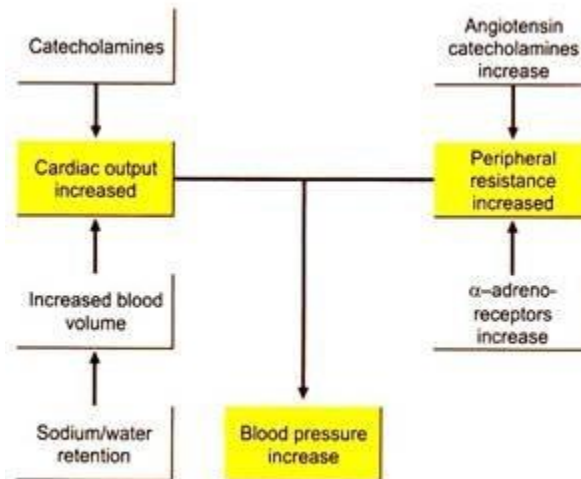 Catecholamines
Angiotensin
catecholamines
increase
Cardiac output
increased
Peripheral
resistance
increased
Increased blood
volume
α–adreno-
receptors
increase
Sodium/water
retention
Blood pressure
increase